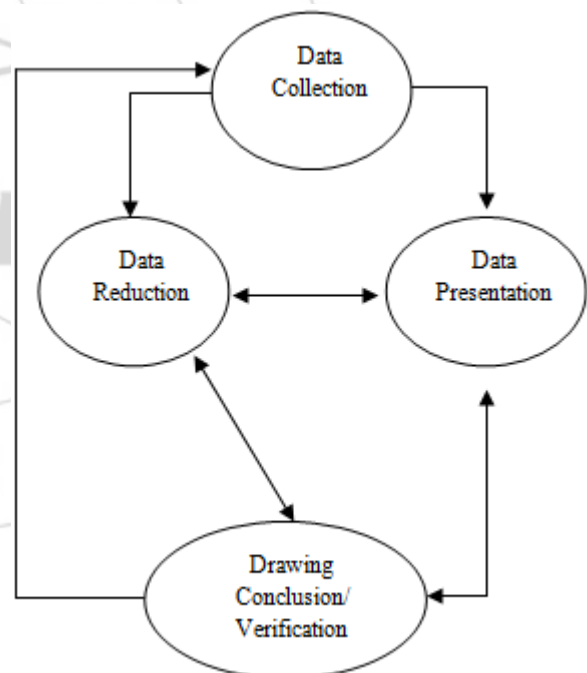 Data
Collection
Data
Reduction
Data
Presentation
Drawing
Conclusion/
Verification